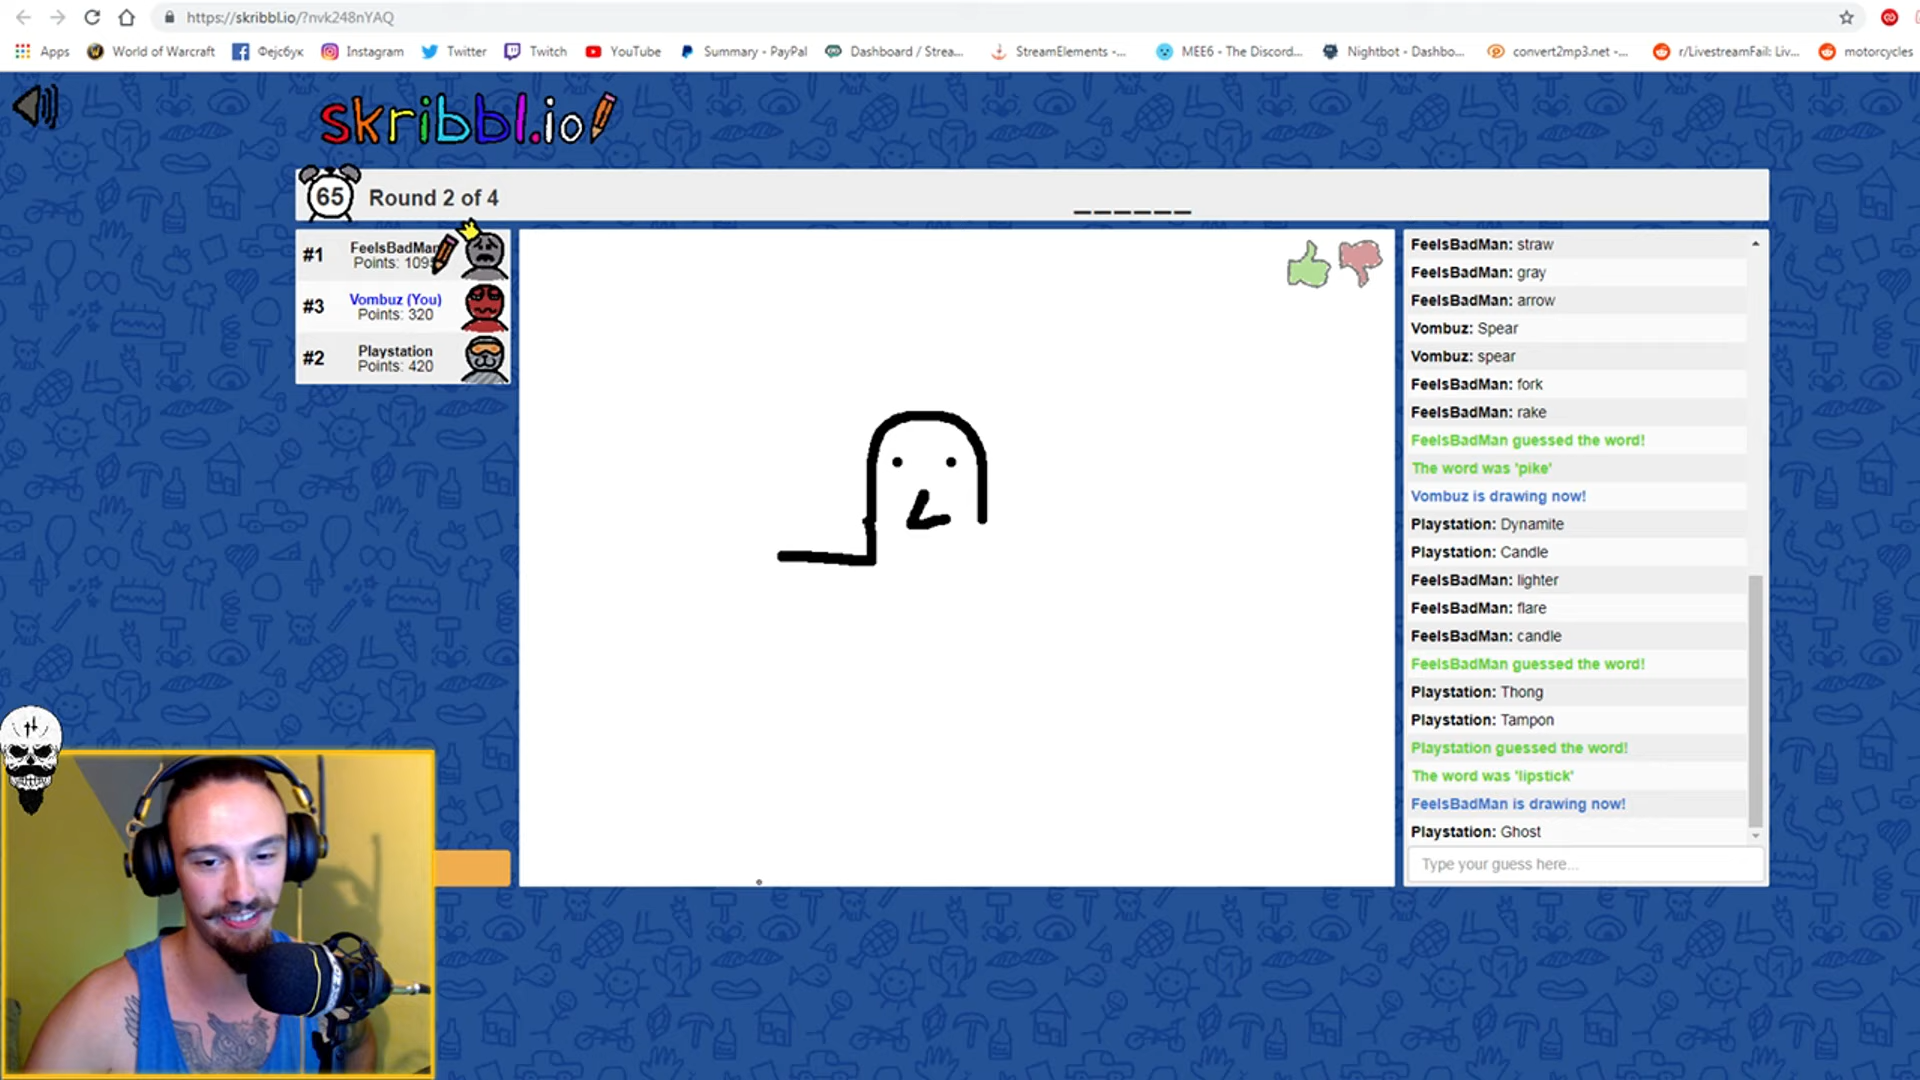 https://skribbl.io/?nvk248nYAQ
Apps World of Warcraft Фејсбук Instagram Twitter Twitch YouTube Summary - PayPal Dashboard / Strea... StreamElements -... MEE6 - The Discord... Nightbot - Dashbo... convert2mp3.net -... r/LivestreamFail: Liv... motorcycles
skribbl.io
65 Round 2 of 4
______
#1 FeelsBadMan
Points: 1095
#3 Vombuz (You)
Points: 320
#2 Playstation
Points: 420
FeelsBadMan: straw
FeelsBadMan: gray
FeelsBadMan: arrow
Vombuz: Spear
Vombuz: spear
FeelsBadMan: fork
FeelsBadMan: rake
FeelsBadMan guessed the word!
The word was 'pike'
Vombuz is drawing now!
Playstation: Dynamite
Playstation: Candle
FeelsBadMan: lighter
FeelsBadMan: flare
FeelsBadMan: candle
FeelsBadMan guessed the word!
Playstation: Thong
Playstation: Tampon
Playstation guessed the word!
The word was 'lipstick'
FeelsBadMan is drawing now!
Playstation: Ghost
Type your guess here...